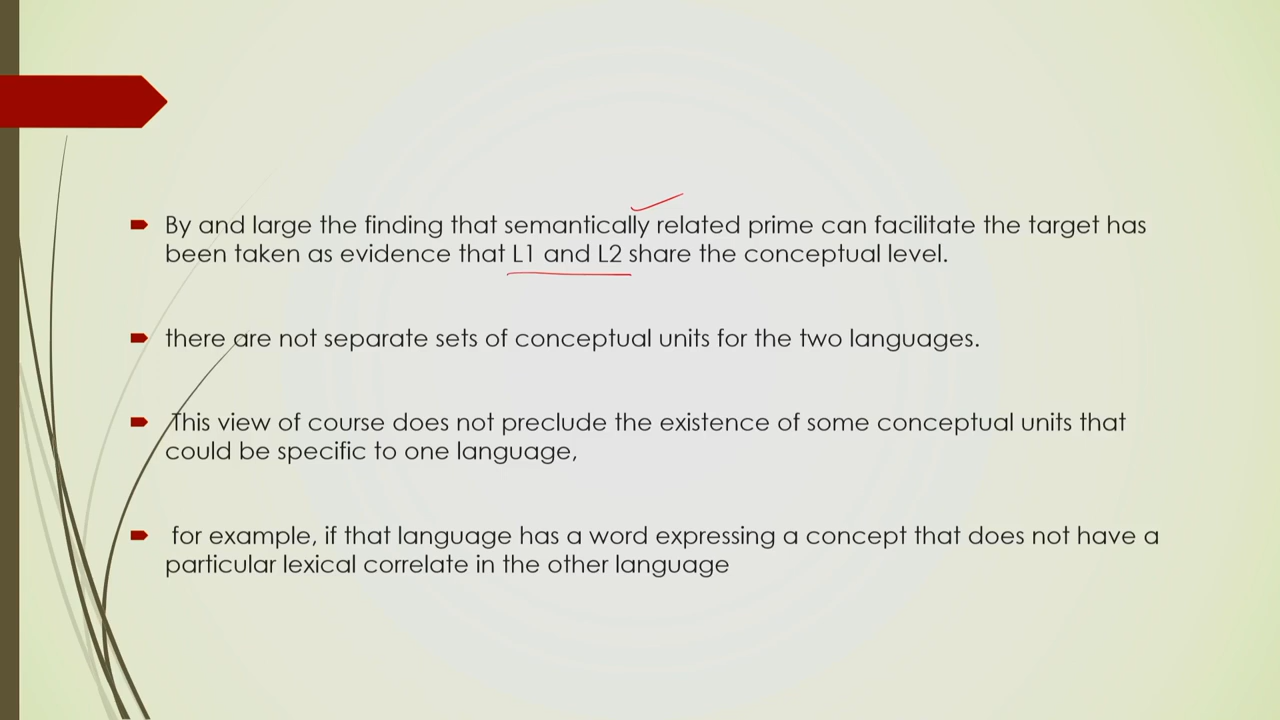 By and large the finding that semantically related prime can facilitate the target has
been taken as evidence that L1 and L2 share the conceptual level.
there are not separate sets of conceptual units for the two languages.
This view of course does not preclude the existence of some conceptual units that
could be specific to one language,
for example, if that language has a word expressing a concept that does not have a
particular lexical correlate in the other language